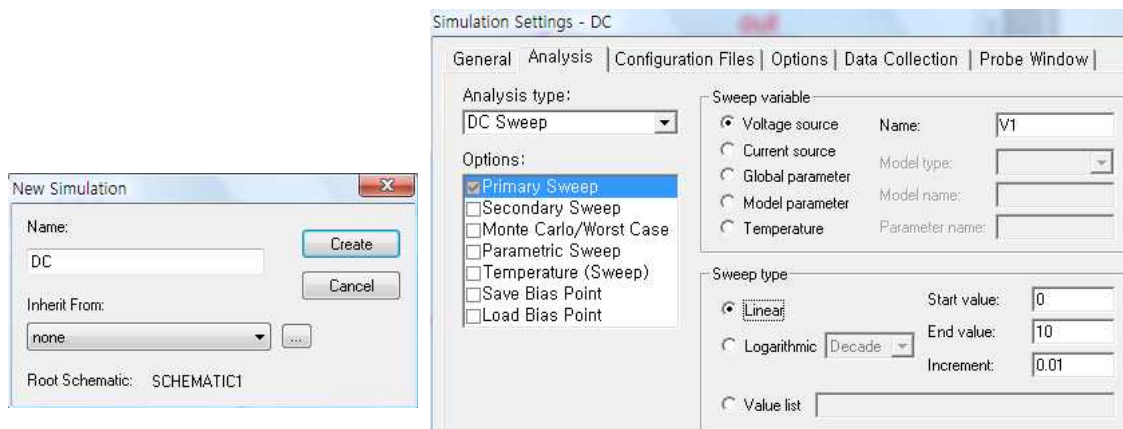 New Simulation
Name:
DC
Create
Cancel
Inherit From:
none
...
Root Schematic: SCHEMATIC1
Simulation Settings - DC
out
General Analysis Configuration Files Options Data Collection Probe Window
Analysis type:
DC Sweep
Options:
Primary Sweep
Secondary Sweep
Monte Carlo/Worst Case
Parametric Sweep
Temperature (Sweep)
Save Bias Point
Load Bias Point
Sweep variable
Voltage source
Current source
Global parameter
Model parameter
Temperature
Name: V1
Model type:
Model name:
Parameter name:
Sweep type
Linear
Logarithmic Decade
Value list
Start value: 0
End value: 10
Increment: 0.01